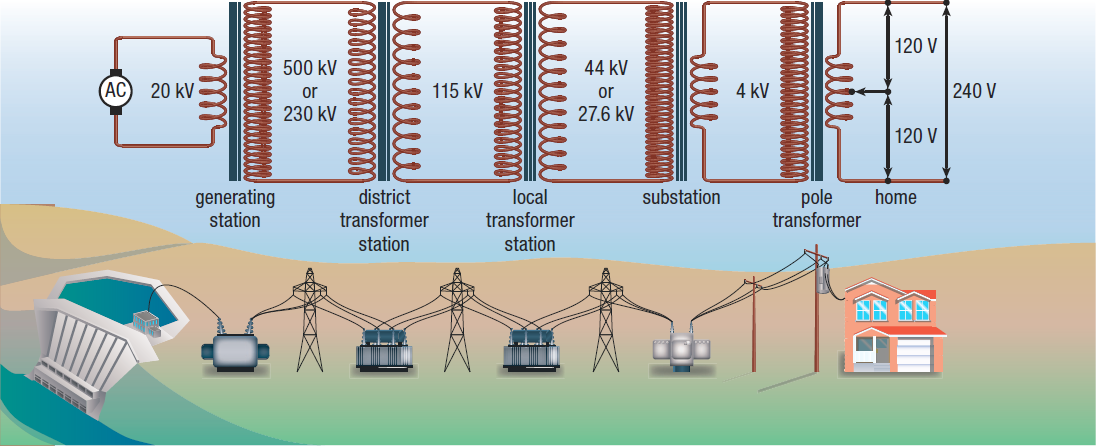 AC
20 kV
500 kV
or
230 kV
115 kV
44 kV
or
27.6 kV
4 kV
120 V
240 V
120 V
generating
station
district
transformer
station
local
transformer
station
substation
pole
transformer
home